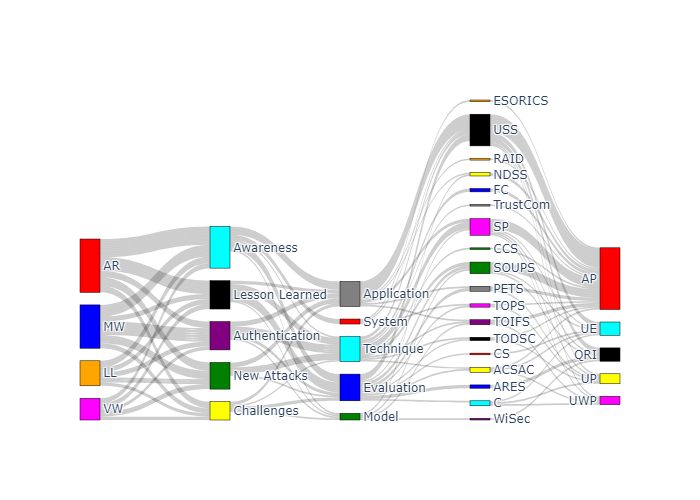 AR
MW
LL
VW
Awareness
Lesson Learned
Authentication
New Attacks
Challenges
Application
System
Technique
Evaluation
Model
ESORICS
USS
RAID
NDSS
FC
TrustCom
SP
CCS
SOUPS
PETS
TOPS
TOIFS
TODSC
CS
ACSAC
ARES
C
WiSec
AP
UE
QRI
UP
UWP